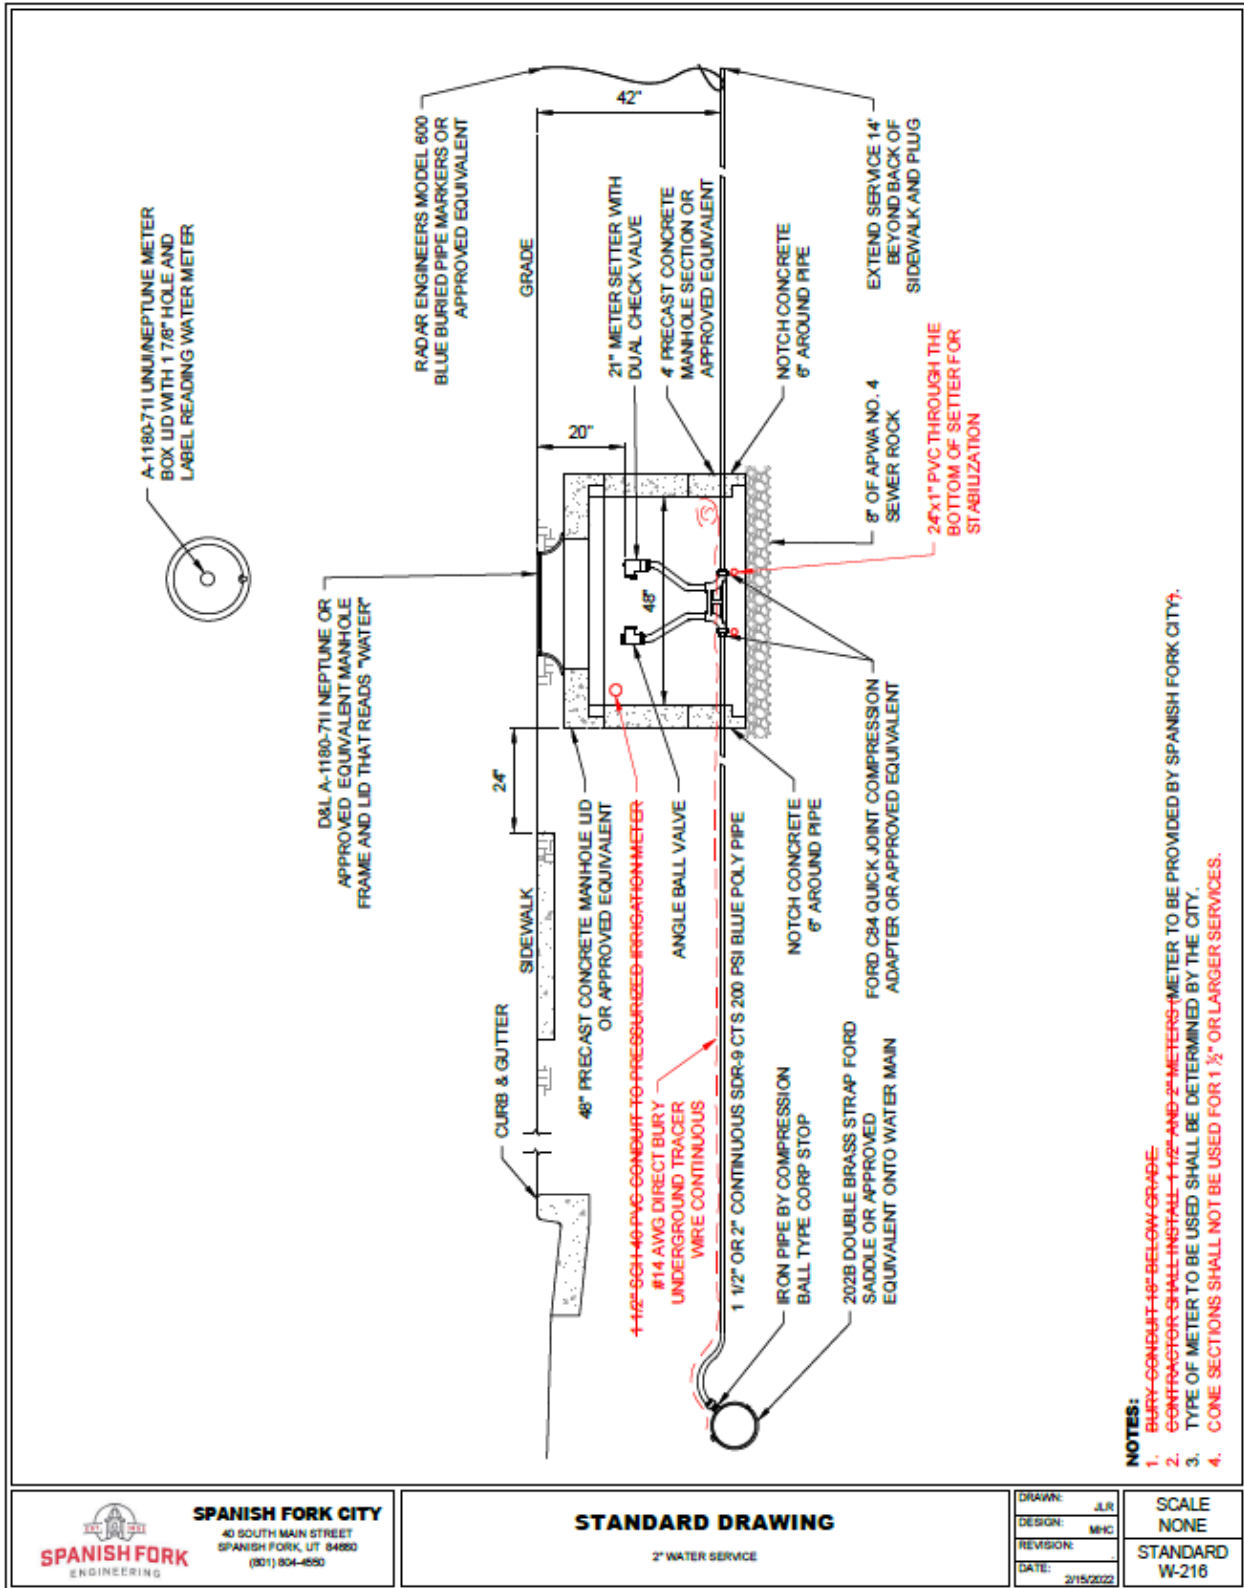 A-1180-711 UNUI/NEPTUNE METER
BOX LID WITH 1 7/8" HOLE AND
LABEL READING WATER METER
RADAR ENGINEERS MODEL 600
BLUE BURIED PIPE MARKERS OR
APPROVED EQUIVALENT
D&L A-1180-711 NEPTUNE OR
APPROVED EQUIVALENT MANHOLE
FRAME AND LID THAT READS "WATER"
GRADE
42"
20"
24"
48"
SIDEWALK
CURB & GUTTER
21" METER SETTER WITH
DUAL CHECK VALVE
4' PRECAST CONCRETE
MANHOLE SECTION OR
APPROVED EQUIVALENT
NOTCH CONCRETE
6" AROUND PIPE
EXTEND SERVICE 14'
BEYOND BACK OF
SIDEWALK AND PLUG
8" OF APWA NO. 4
SEWER ROCK
24"x1" PVC THROUGH THE
BOTTOM OF SETTER FOR
STABILIZATION
48" PRECAST CONCRETE MANHOLE LID
OR APPROVED EQUIVALENT
1 1/2" SCH 40 PVC CONDUIT TO PRESSURIZED IRRIGATION METER
ANGLE BALL VALVE
#14 AWG DIRECT BURY
UNDERGROUND TRACER
WIRE CONTINUOUS
1 1/2" OR 2" CONTINUOUS SDR-9 CTS 200 PSI BLUE POLY PIPE
NOTCH CONCRETE
6" AROUND PIPE
FORD C84 QUICK JOINT COMPRESSION
ADAPTER OR APPROVED EQUIVALENT
IRON PIPE BY COMPRESSION
BALL TYPE CORP STOP
202B DOUBLE BRASS STRAP FORD
SADDLE OR APPROVED
EQUIVALENT ONTO WATER MAIN
NOTES:
1. BURY CONDUIT 18" BELOW GRADE.
2. CONTRACTOR SHALL INSTALL 1 1/2" AND 2" METERS (METER TO BE PROVIDED BY SPANISH FORK CITY).
3. TYPE OF METER TO BE USED SHALL BE DETERMINED BY THE CITY.
4. CONE SECTIONS SHALL NOT BE USED FOR 1 ½" OR LARGER SERVICES.
SPANISH FORK
ENGINEERING
SPANISH FORK CITY
40 SOUTH MAIN STREET
SPANISH FORK, UT 84660
(801) 804-4550
STANDARD DRAWING
2" WATER SERVICE
DRAWN: JLR
DESIGN: MHC
REVISION:
DATE: 2/15/2022
SCALE
NONE
STANDARD
W-216